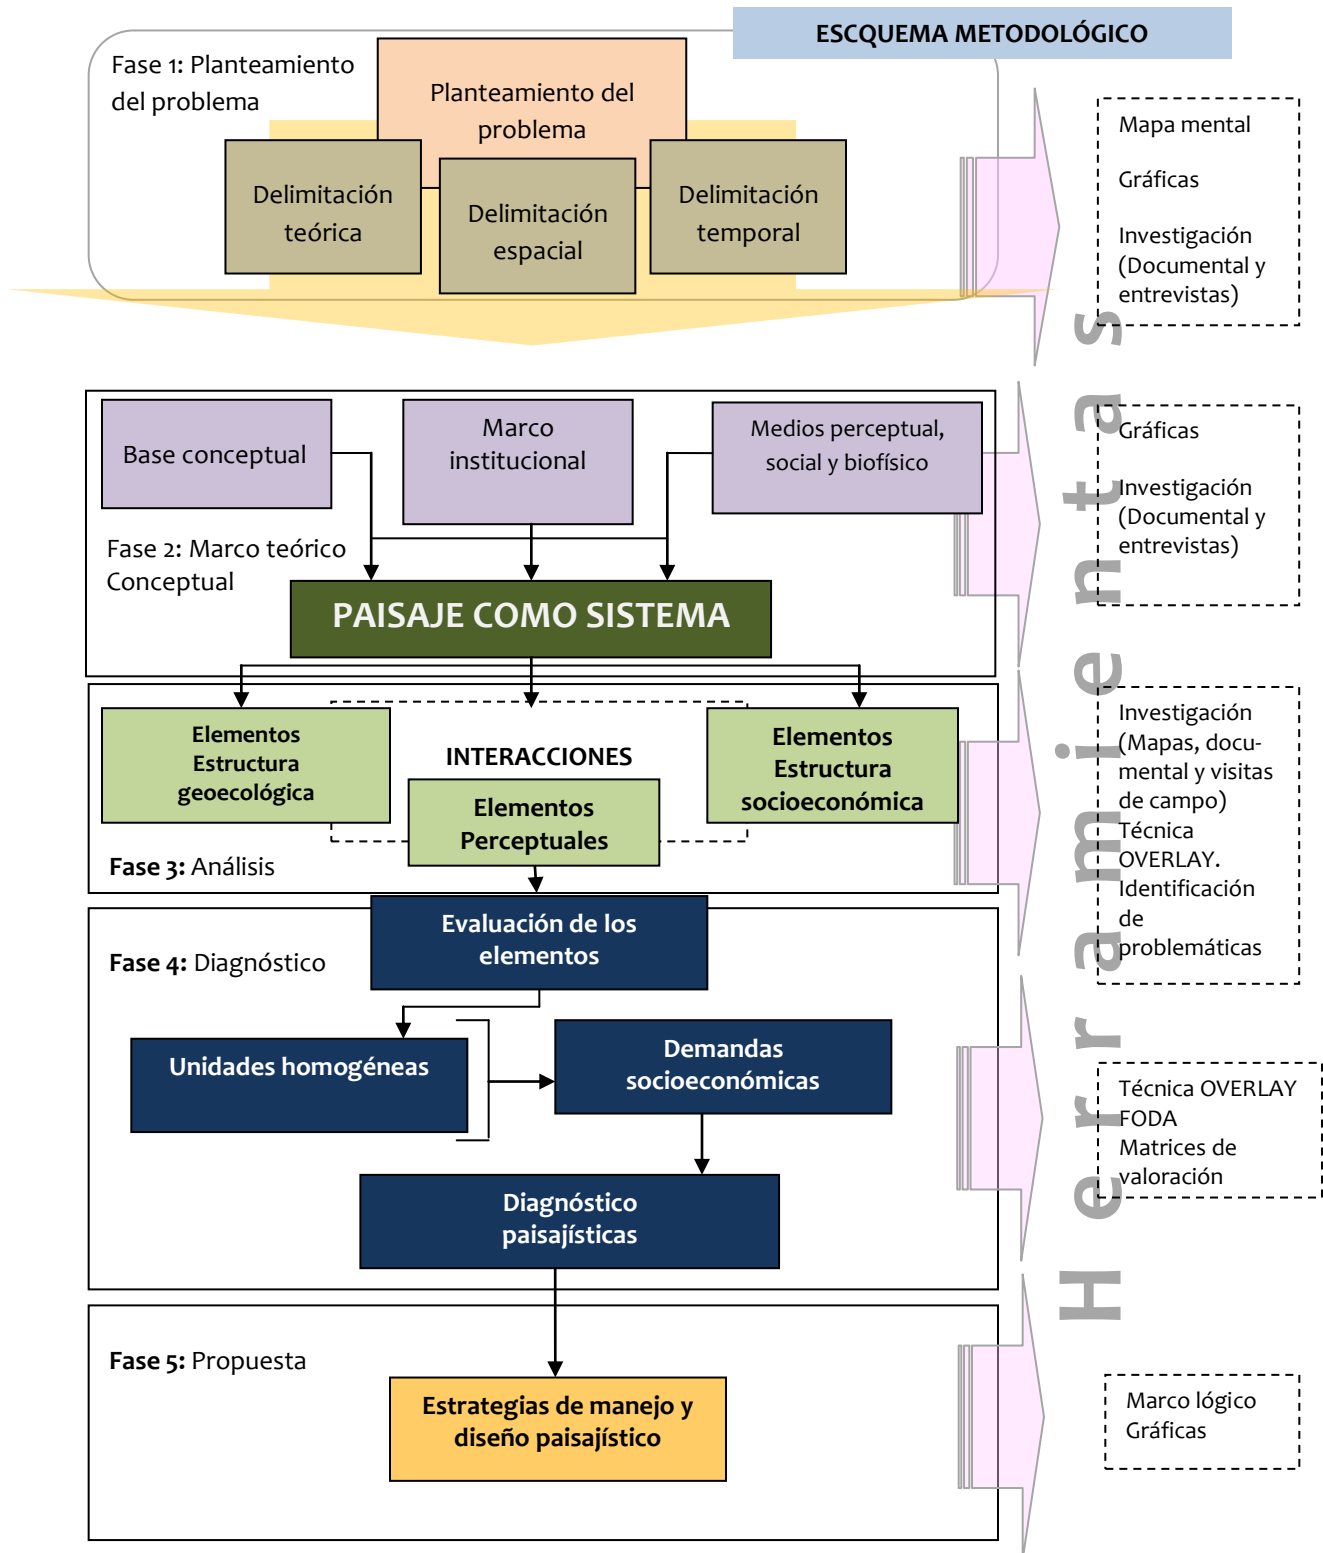 ESCQUEMA METODOLÓGICO
Fase 1: Planteamiento
del problema
Planteamiento del
problema
Delimitación
teórica
Delimitación
espacial
Delimitación
temporal
Mapa mental
Gráficas
Investigación
(Documental y
entrevistas)
Herramientas
Base conceptual
Marco
institucional
Medios perceptual,
social y biofísico
Fase 2: Marco teórico
Conceptual
PAISAJE COMO SISTEMA
Gráficas
Investigación
(Documental y
entrevistas)
Elementos
Estructura
geoecológica
INTERACCIONES
Elementos
Perceptuales
Elementos
Estructura
socioeconómica
Fase 3: Análisis
Investigación
(Mapas, docu-
mental y visitas
de campo)
Técnica
OVERLAY.
Identificación
de
problemáticas
Evaluación de los
elementos
Fase 4: Diagnóstico
Unidades homogéneas
Demandas
socioeconómicas
Diagnóstico
paisajísticas
Técnica OVERLAY
FODA
Matrices de
valoración
Fase 5: Propuesta
Estrategias de manejo y
diseño paisajístico
Marco lógico
Gráficas